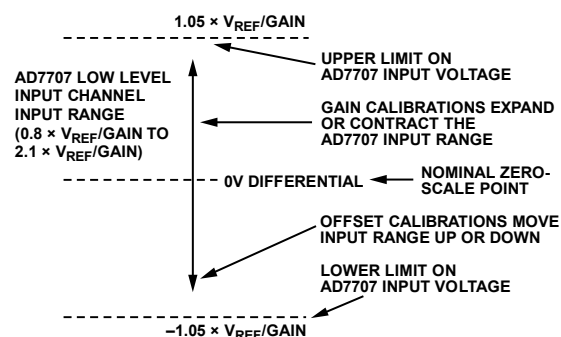 1.05 × VREF/GAIN
UPPER LIMIT ON
AD7707 INPUT VOLTAGE
AD7707 LOW LEVEL
INPUT CHANNEL
INPUT RANGE
(0.8 × VREF/GAIN TO
2.1 × VREF/GAIN)
GAIN CALIBRATIONS EXPAND
OR CONTRACT THE
AD7707 INPUT RANGE
0V DIFFERENTIAL
NOMINAL ZERO-
SCALE POINT
OFFSET CALIBRATIONS MOVE
INPUT RANGE UP OR DOWN
LOWER LIMIT ON
AD7707 INPUT VOLTAGE
–1.05 × VREF/GAIN